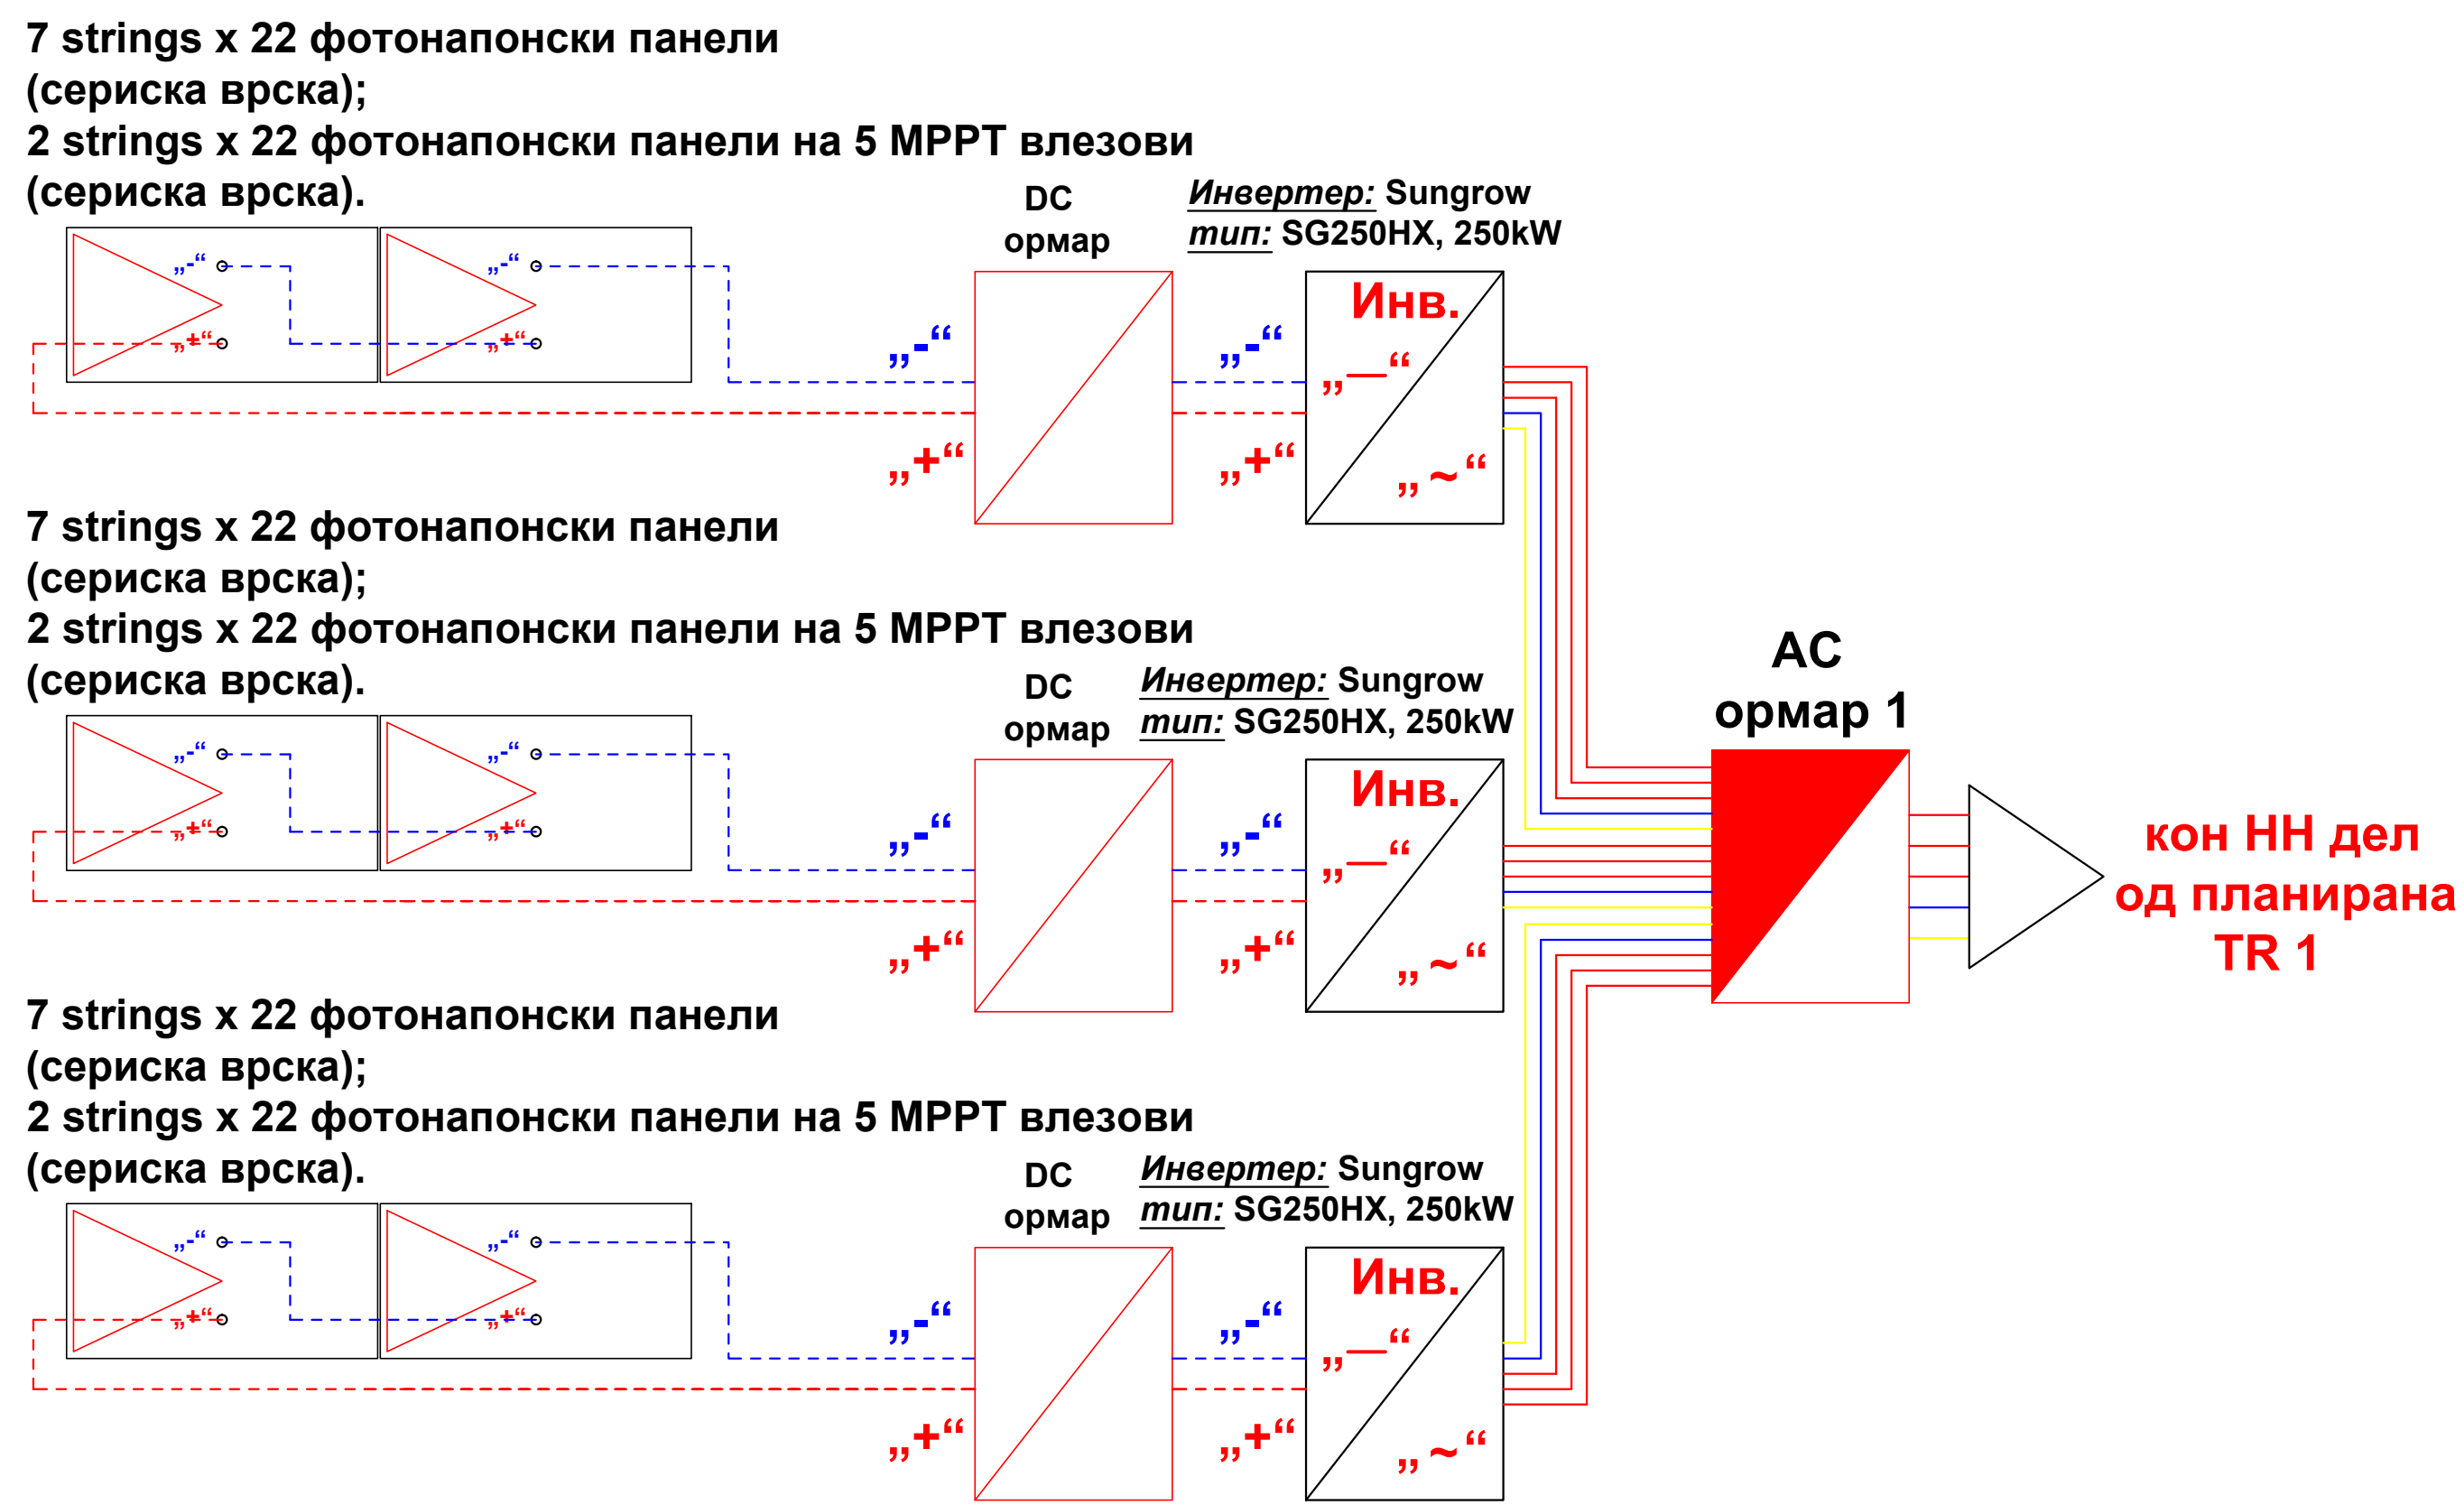 7 strings x 22 фотонапонски панели
(сериска врска);
2 strings x 22 фотонапонски панели на 5 МРРТ влезови
(сериска врска).
DC
ормар
Инвертер: Sungrow
тип: SG250HX, 250kW
„-“
„-“
„+“
„+“
„-“
„+“
„-“
„+“
Инв.
„—“
„~“
7 strings x 22 фотонапонски панели
(сериска врска);
2 strings x 22 фотонапонски панели на 5 МРРТ влезови
(сериска врска).
DC
ормар
Инвертер: Sungrow
тип: SG250HX, 250kW
„-“
„-“
„+“
„+“
„-“
„+“
„-“
„+“
Инв.
„—“
„~“
AC
ормар 1
кон НН дел
од планирана
TR 1
7 strings x 22 фотонапонски панели
(сериска врска);
2 strings x 22 фотонапонски панели на 5 МРРТ влезови
(сериска врска).
DC
ормар
Инвертер: Sungrow
тип: SG250HX, 250kW
„-“
„-“
„+“
„+“
„-“
„+“
„-“
„+“
Инв.
„—“
„~“